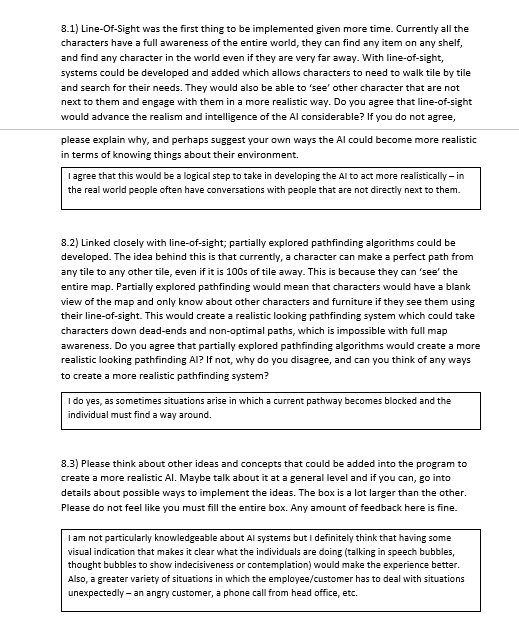 8.1) Line-Of-Sight was the first thing to be implemented given more time. Currently all the
characters have a full awareness of the entire world, they can find any item on any shelf,
and find any character in the world even if they are very far away. With line-of-sight,
systems could be developed and added which allows characters to need to walk tile by tile
and search for their needs. They would also be able to ‘see’ other character that are not
next to them and engage with them in a more realistic way. Do you agree that line-of-sight
would advance the realism and intelligence of the AI considerable? If you do not agree,
please explain why, and perhaps suggest your own ways the AI could become more realistic
in terms of knowing things about their environment.
I agree that this would be a logical step to take in developing the AI to act more realistically – in
the real world people often have conversations with people that are not directly next to them.
8.2) Linked closely with line-of-sight; partially explored pathfinding algorithms could be
developed. The idea behind this is that currently, a character can make a perfect path from
any tile to any other tile, even if it is 100s of tile away. This is because they can ‘see’ the
entire map. Partially explored pathfinding would mean that characters would have a blank
view of the map and only know about other characters and furniture if they see them using
their line-of-sight. This would create a realistic looking pathfinding system which could take
characters down dead-ends and non-optimal paths, which is impossible with full map
awareness. Do you agree that partially explored pathfinding algorithms would create a more
realistic looking pathfinding AI? If not, why do you disagree, and can you think of any ways
to create a more realistic pathfinding system?
I do yes, as sometimes situations arise in which a current pathway becomes blocked and the
individual must find a way around.
8.3) Please think about other ideas and concepts that could be added into the program to
create a more realistic AI. Maybe talk about it at a general level and if you can, go into
details about possible ways to implement the ideas. The box is a lot larger than the other.
Please do not feel like you must fill the entire box. Any amount of feedback here is fine.
I am not particularly knowledgeable about AI systems but I definitely think that having some
visual indication that makes it clear what the individuals are doing (talking in speech bubbles,
thought bubbles to show indecisiveness or contemplation) would make the experience better.
Also, a greater variety of situations in which the employee/customer has to deal with situations
unexpectedly – an angry customer, a phone call from head office, etc.